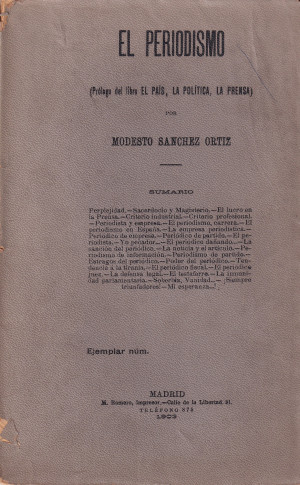 EL PERIODISMO
(Prólogo del libro EL PAÍS, LA POLÍTICA, LA PRENSA)
POR
MODESTO SANCHEZ ORTIZ
SUMARIO
Perplejidad.—Sacerdocio y Magisterio.—El lucro en
la Prensa.—Criterio industrial.—Criterio profesional.
—Periodista y empresa.—El periodismo, carrera.—El
periodismo en España.—La empresa periodística.—
Periódico de empresa.—Periódico de partido.—El pe-
riodista.—Yo pecador...—El periódico dañando.—La
canción del periódico.—La noticia y el artículo.—Pe-
riodismo de información.—Periodismo de partido.—
Estragos del periódico.—Poder del periódico.—Ten-
dencia a la tiranía.—El periódico fiscal.—El periódico
juez.—La defensa legal.—El testaferro.—La inmuni-
dad parlamentaria.—Soberbia, Vanidad...—¡Siempre
triunfadores!—Mi esperanza...
Ejemplar núm.
MADRID
M. Romero, Impresor.—Calle de la Libertad 31.
TELÉFONO 875
1903